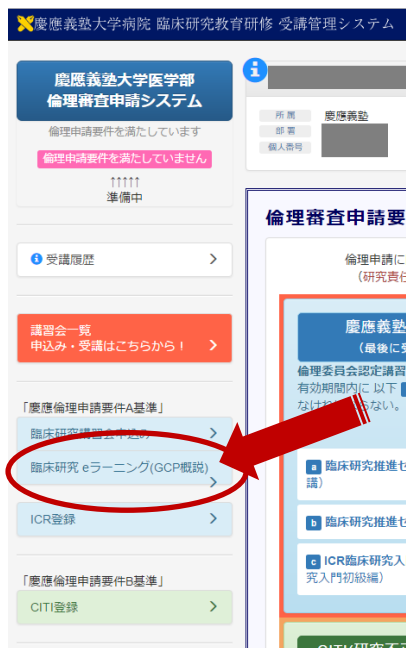 慶應義塾大学病院 臨床研究教育研修 受講管理システム
慶應義塾大学医学部
倫理審査申請システム
倫理申請要件を満たしています
倫理申請要件を満たしていません
↑↑↑↑↑
準備中
受講履歴
講習会一覧
申込み・受講はこちらから！
「慶應倫理申請要件A基準」
臨床研究講習会申込み
臨床研究 eラーニング(GCP概説)
ICR登録
「慶應倫理申請要件B基準」
CITI登録
所属 慶應義塾
部署
個人番号
倫理審査申請要
倫理申請に
（研究責任
慶應義塾
（最後に受
倫理委員会認定講習
有効期間内に 以下
なけれ らない。
a 臨床研究推進セ
講）
b 臨床研究推進セ
c ICR臨床研究入
究入門初級編）